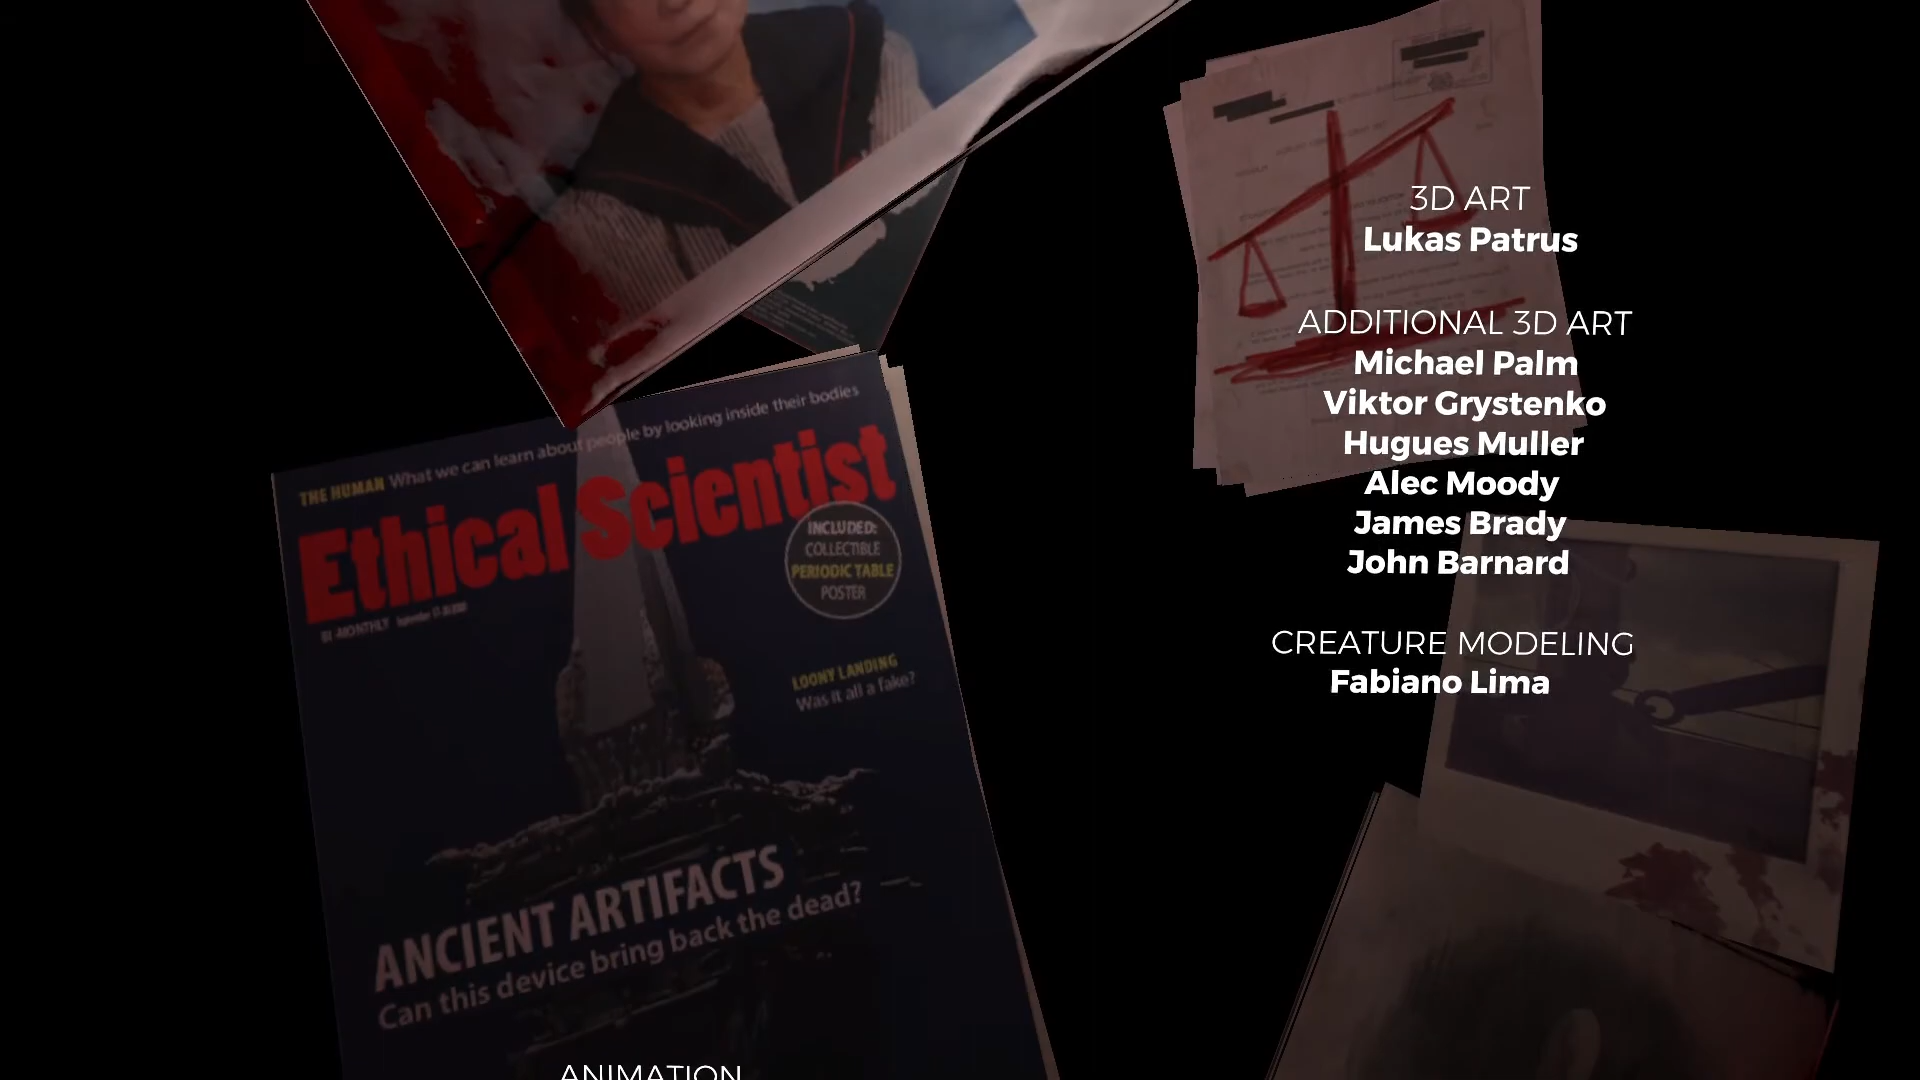 3D ART
Lukas Patrus
ADDITIONAL 3D ART
Michael Palm
Viktor Grystenko
Hugues Muller
Alec Moody
James Brady
John Barnard
CREATURE MODELING
Fabiano Lima
THE HUMAN What we can learn about people by looking inside their bodies
Ethical Scientist
BI-MONTHLY
INCLUDED:
COLLECTIBLE
PERIODIC TABLE
POSTER
LOONY LANDING
Was it all a fake?
ANCIENT ARTIFACTS
Can this device bring back the dead?
ANIMATION